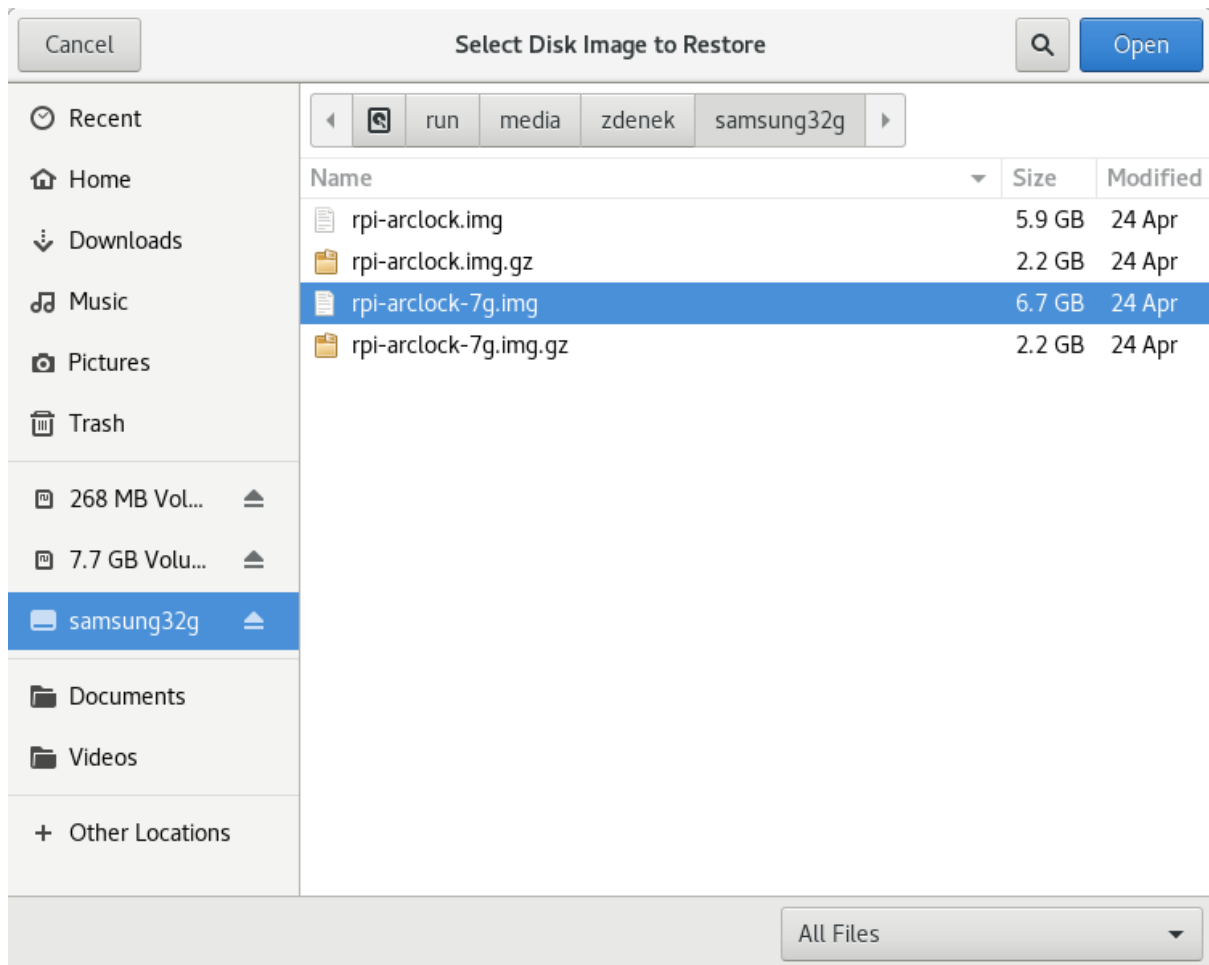 Cancel Select Disk Image to Restore Open
Recent
Home
Downloads
Music
Pictures
Trash
268 MB Vol...
7.7 GB Volu...
samsung32g
Documents
Videos
+ Other Locations
run media zdenek samsung32g
Name Size Modified
rpi-arclock.img 5.9 GB 24 Apr
rpi-arclock.img.gz 2.2 GB 24 Apr
rpi-arclock-7g.img 6.7 GB 24 Apr
rpi-arclock-7g.img.gz 2.2 GB 24 Apr
All Files